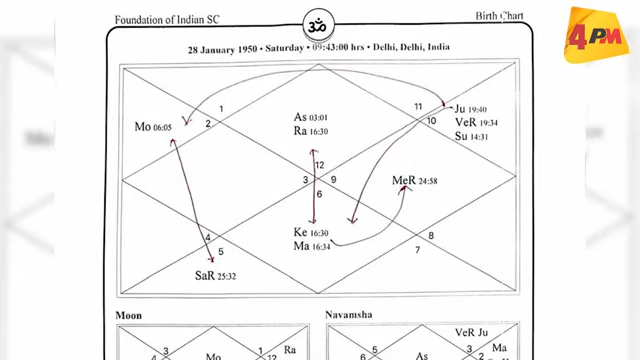 Foundation of Indian SC
ॐ
Birth Chart
4PM
28 January 1950 • Saturday • 09:43:00 hrs • Delhi, Delhi, India
1
2
Mo 06:05
As 03:01
Ra 16:30
11
10
Ju 19:40
VeR 19:34
Su 14:31
12
3
9
6
MeR 24:58
Ke 16:30
Ma 16:34
4
5
SaR 25:32
8
7
Moon
Navamsha
3
4
Mo
1
12
Ra
5
6
As
VeR Ju
3
2
Ma